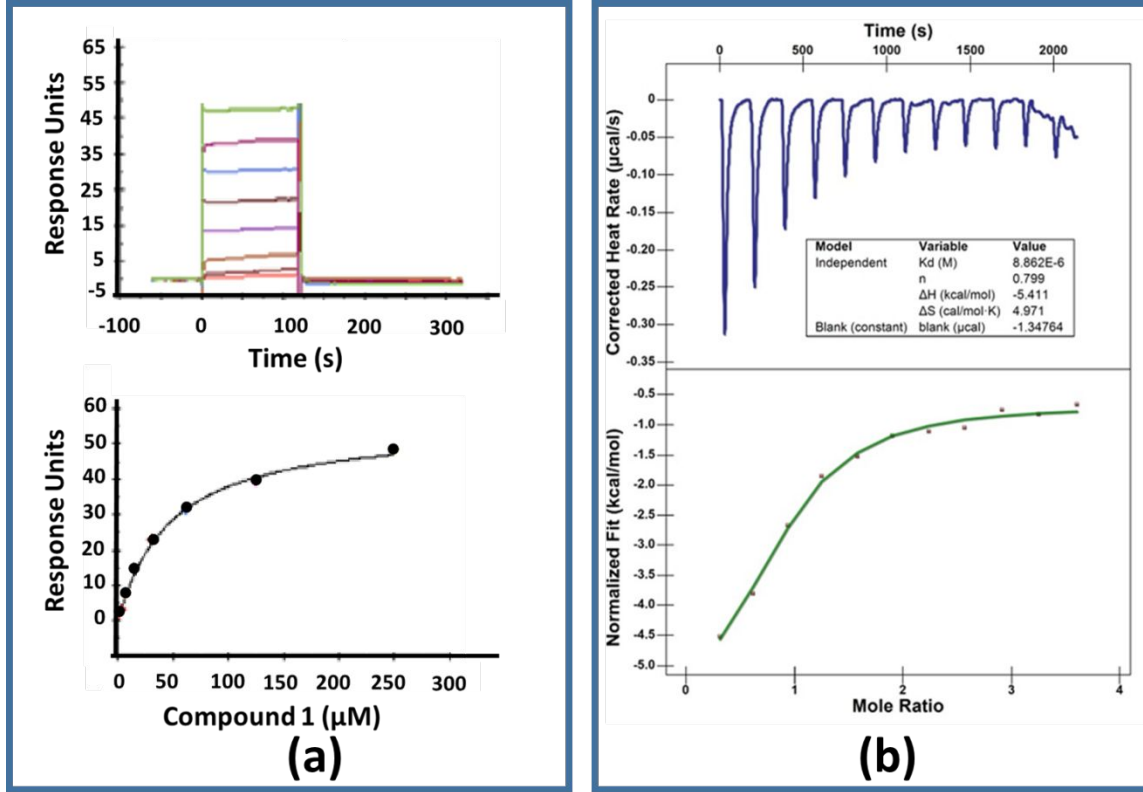 65
55
45
35
25
15
5
-5
Response Units
-100 0 100 200 300
Time (s)
60
50
40
30
20
10
0
Response Units
0 50 100 150 200 250 300
Compound 1 (µM)
(a)
Time (s)
0 500 1000 1500 2000
0
-0.05
-0.10
-0.15
-0.20
-0.25
-0.30
-0.35
Corrected Heat Rate (µcal/s)
Model Variable Value
Independent Kd (M) 8.862E-6
n 0.799
ΔH (kcal/mol) -5.411
ΔS (cal/mol·K) 4.971
Blank (constant) blank (µcal) -1.34764
-0.5
-1.0
-1.5
-2.0
-2.5
-3.0
-3.5
-4.0
-4.5
-5.0
Normalized Fit (kcal/mol)
0 1 2 3 4
Mole Ratio
(b)